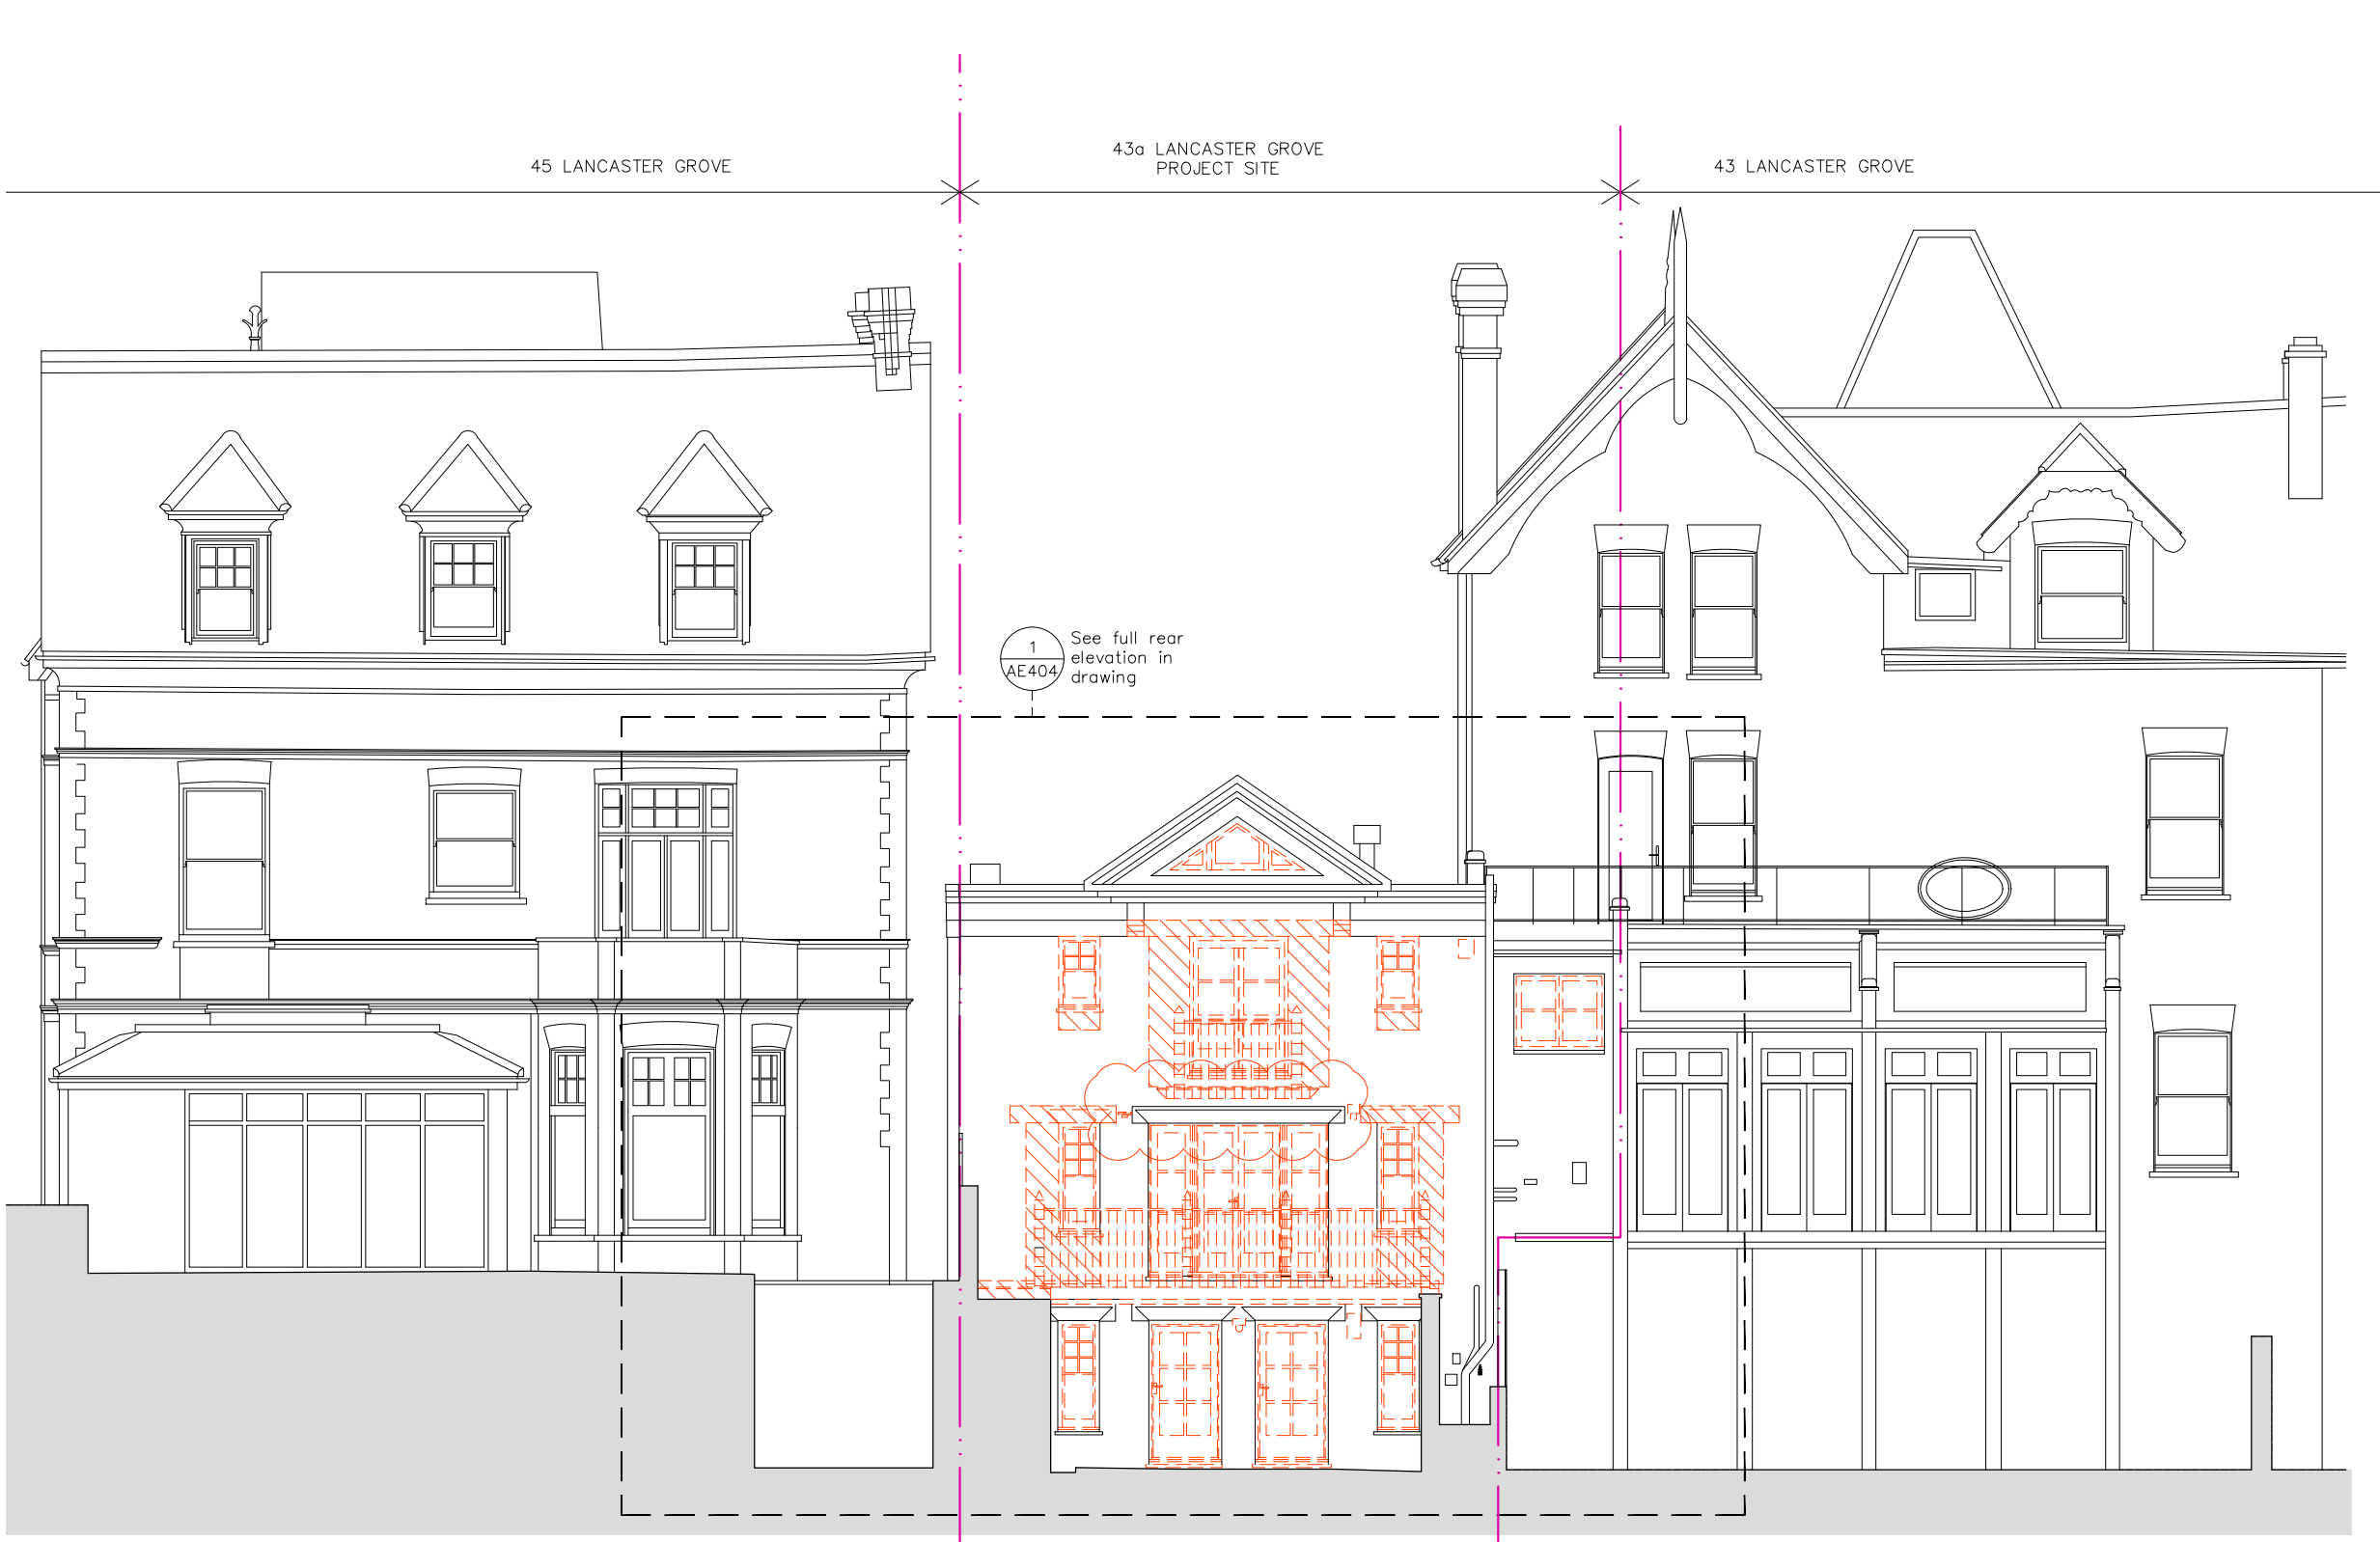 45 LANCASTER GROVE
43a LANCASTER GROVE
PROJECT SITE
43 LANCASTER GROVE
1
AE404
See full rear
elevation in
drawing